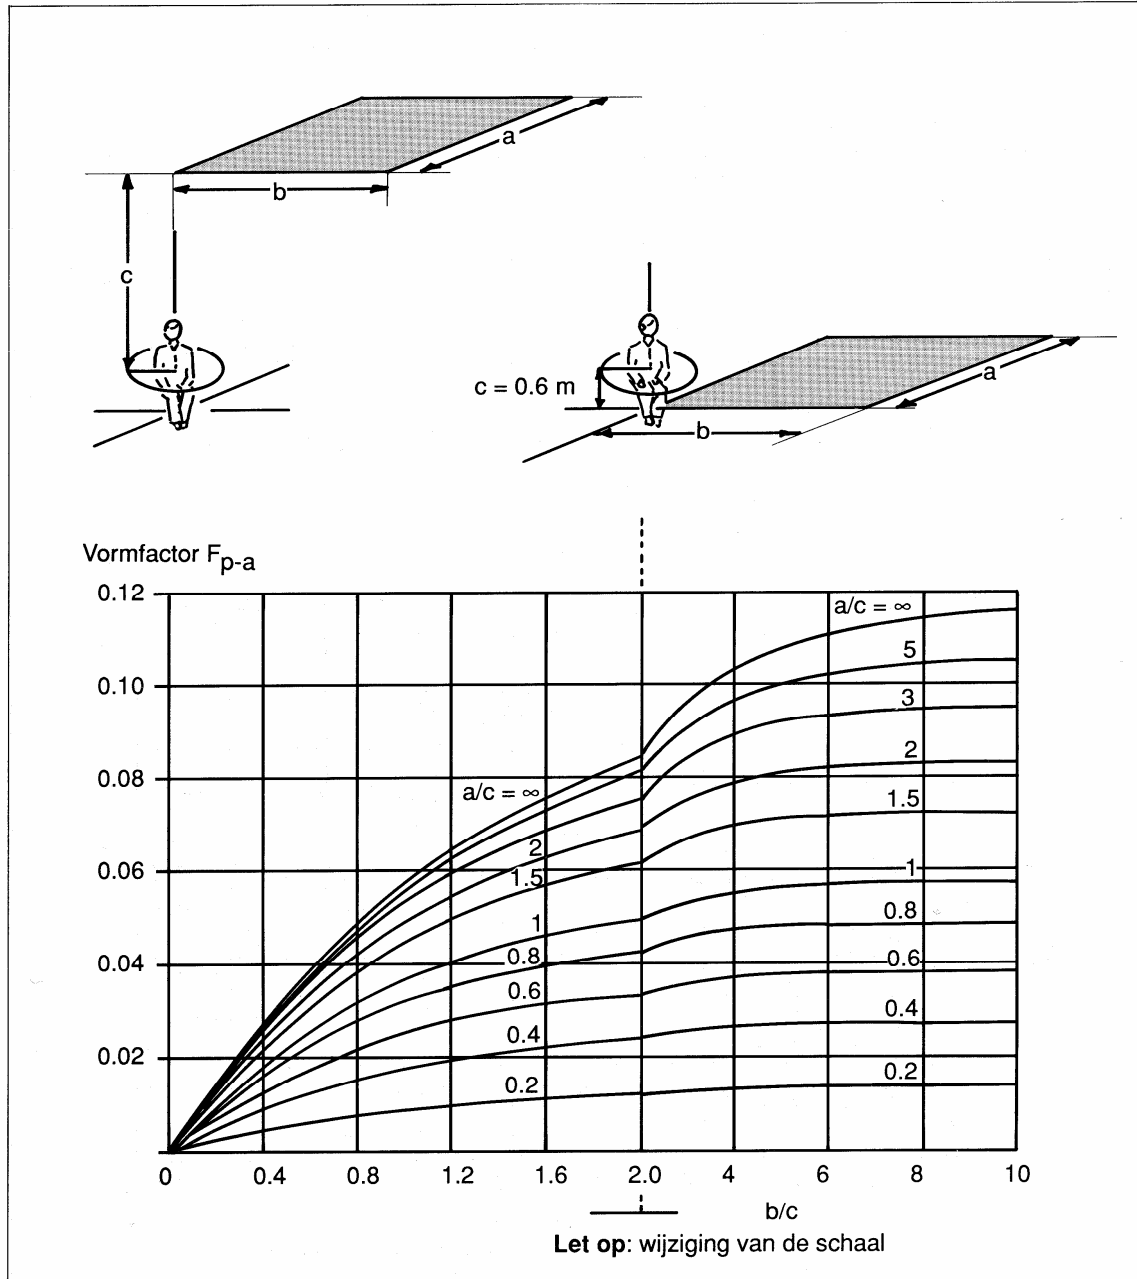 a
b
c
c = 0.6 m
a
b
Vormfactor Fp-a
0.12
a/c = ∞
5
0.10
3
0.08
2
a/c = ∞
1.5
2
0.06
1.5
1
1
0.8
0.04
0.8
0.6
0.6
0.4
0.4
0.02
0.2
0.2
0 0.4 0.8 1.2 1.6 2.0 4 6 8 10
b/c
Let op: wijziging van de schaal